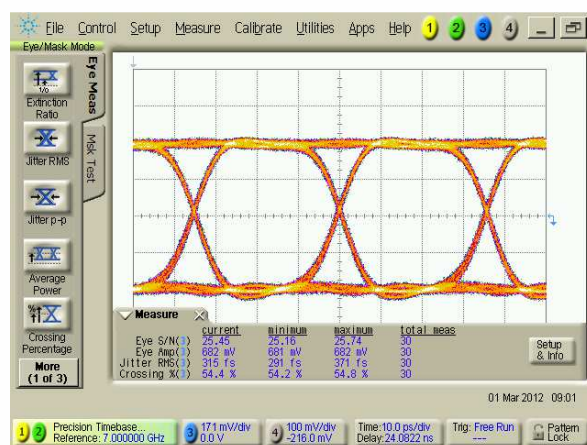 File Control Setup Measure Calibrate Utilities Apps Help 1 2 3 4
Eye/Mask Mode
Eye Meas
Msk Test
Extinction
Ratio
Jitter RMS
Jitter p-p
Average
Power
Crossing
Percentage
More
(1 of 3)
Measure
current minimum maximum total meas
Eye S/N(3) 25.45 25.16 25.74 30
Eye Amp(3) 682 mV 681 mV 682 mV 30
Jitter RMS(3) 315 fs 291 fs 371 fs 30
Crossing %(3) 54.4 % 54.2 % 54.8 % 30
Setup
& Info
01 Mar 2012 09:01
1 2 Precision Timebase...
Reference: 7.000000 GHz
3 171 mV/div
0.0 V
4 100 mV/div
-216.0 mV
Time:10.0 ps/div
Delay:24.0822 ns
Trig: Free Run
---
Pattern
Lock